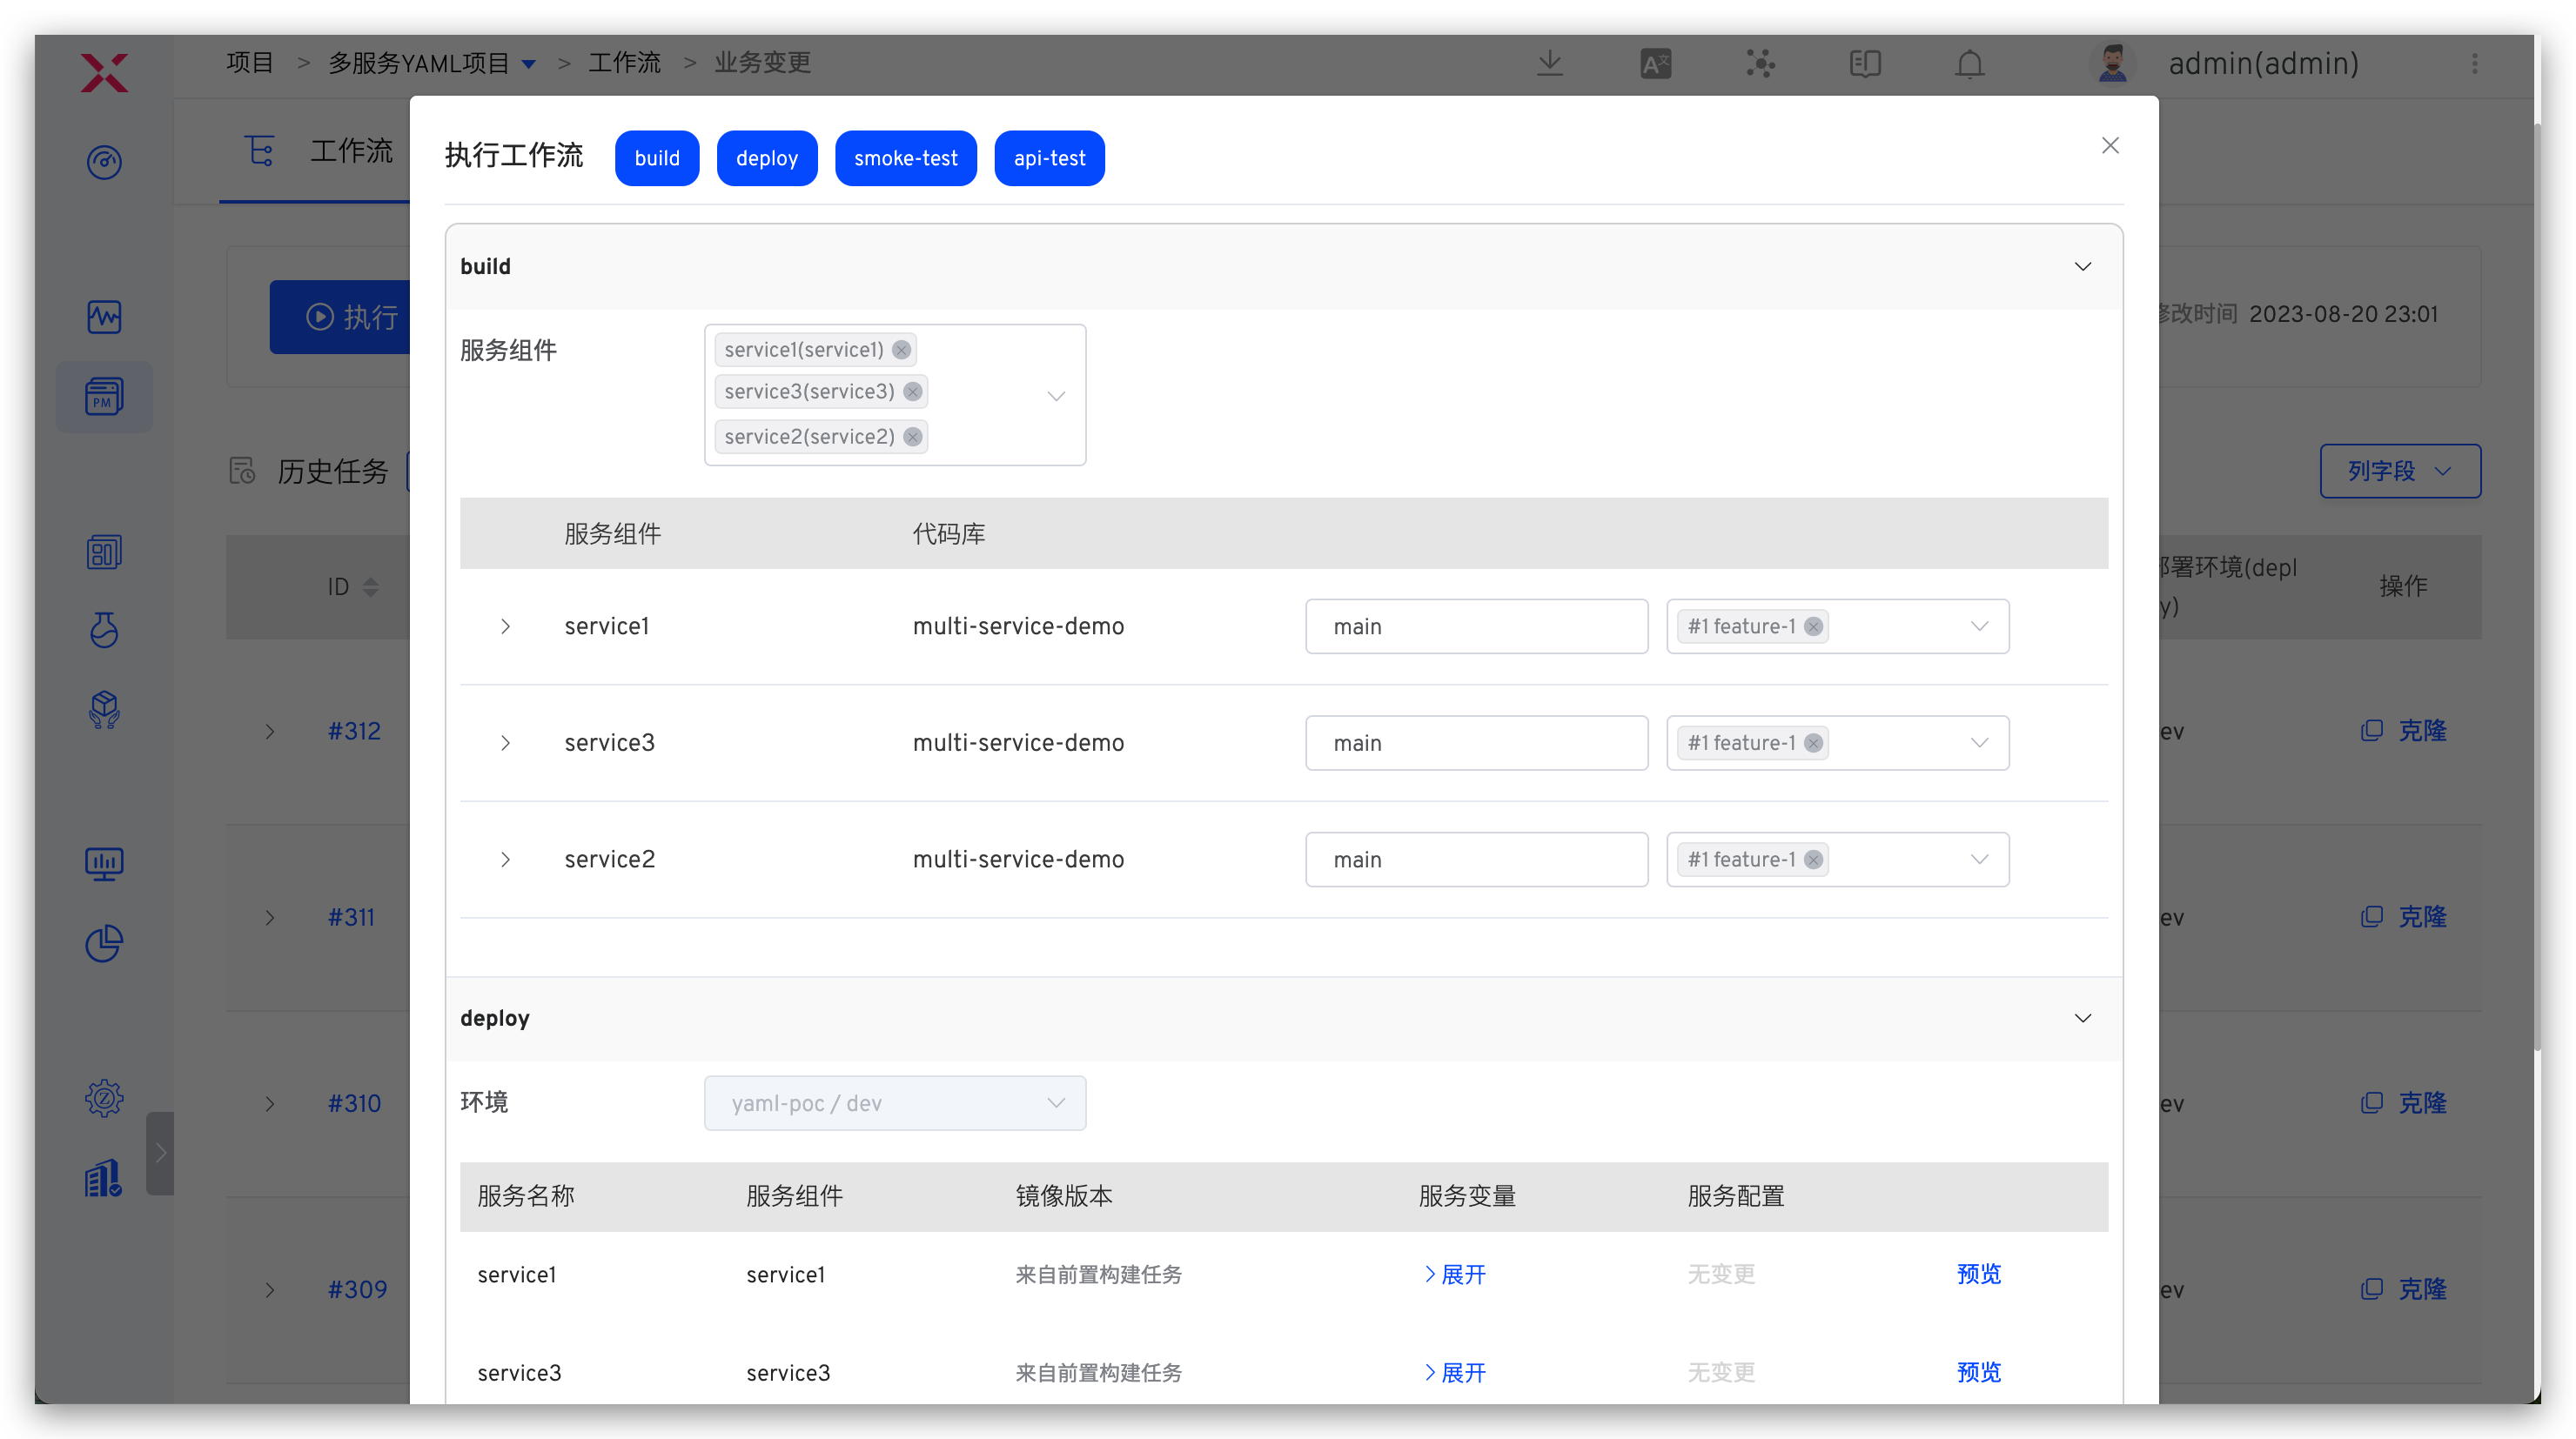 项目 > 多服务YAML项目 > 工作流 > 业务变更
admin(admin)
工作流
执行工作流 build deploy smoke-test api-test
build
执行
修改时间 2023-08-20 23:01
服务组件
service1(service1)
service3(service3)
service2(service2)
历史任务
列字段
服务组件 代码库
ID
部署环境(depl
y)
操作
service1 multi-service-demo main #1 feature-1
#312 ev 克隆
service3 multi-service-demo main #1 feature-1
service2 multi-service-demo main #1 feature-1
#311 ev 克隆
deploy
环境 yaml-poc / dev
#310 ev 克隆
服务名称 服务组件 镜像版本 服务变量 服务配置
service1 service1 来自前置构建任务 展开 无变更 预览
#309 ev 克隆
service3 service3 来自前置构建任务 展开 无变更 预览
PM